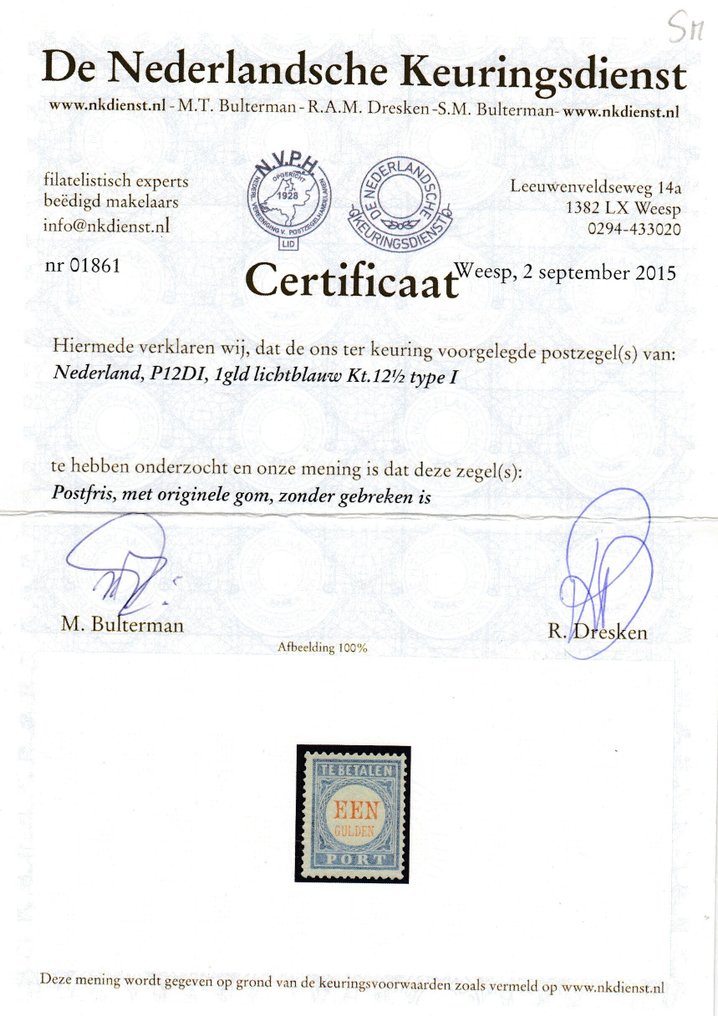 SM
De Nederlandsche Keuringsdienst
www.nkdienst.nl - M.T. Bulterman - R.A.M. Dresken -S.M. Bulterman- www.nkdienst.nl
filatelistisch experts
beëdigd makelaars
info@nkdienst.nl
N.V.P.H.
OPGERICHT
1928
NEDERL. VEREENIGING V. POSTZEGELHANDELAREN
LID
DE NEDERLANDSCHE
KEURINGSDIENST
Leeuwenveldseweg 14a
1382 LX Weesp
0294-433020
nr 01861
Certificaat
Weesp, 2 september 2015
Hiermede verklaren wij, dat de ons ter keuring voorgelegde postzegel(s) van:
Nederland, P12DI, 1gld lichtblauw Kt.12½ type I
te hebben onderzocht en onze mening is dat deze zegel(s):
Postfris, met originele gom, zonder gebreken is
M. Bulterman
R. Dresken
Afbeelding 100%
TE BETALEN
EEN
GULDEN
PORT
Deze mening wordt gegeven op grond van de keuringsvoorwaarden zoals vermeld op www.nkdienst.nl